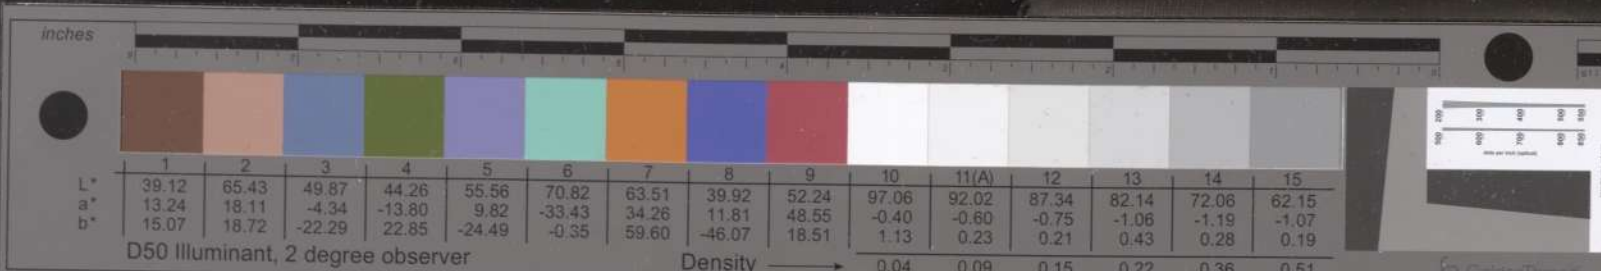 inches
1 2 3 4 5 6 7 8 9 10 11(A) 12 13 14 15
L* 39.12 65.43 49.87 44.26 55.56 70.82 63.51 39.92 52.24 97.06 92.02 87.34 82.14 72.06 62.15
a* 13.24 18.11 -4.34 -13.80 9.82 -33.43 34.26 11.81 48.55 -0.40 -0.60 -0.75 -1.06 -1.19 -1.07
b* 15.07 18.72 -22.29 22.85 -24.49 -0.35 59.60 -46.07 18.51 1.13 0.23 0.21 0.43 0.28 0.19
D50 Illuminant, 2 degree observer
Density 0.04 0.09 0.15 0.22 0.36 0.51